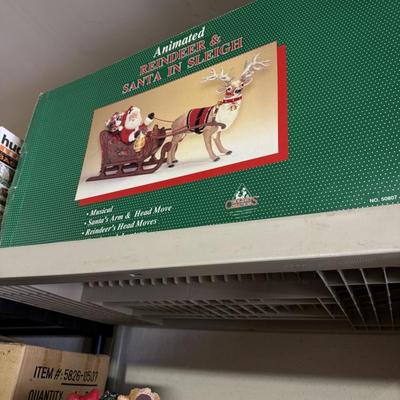 Animated
REINDEER &
SANTA IN SLEIGH
• Musical
• Santa's Arm & Head Move
• Reindeer's Head Moves
NO. 50807
ITEM #: 5826-0507
QUANTITY